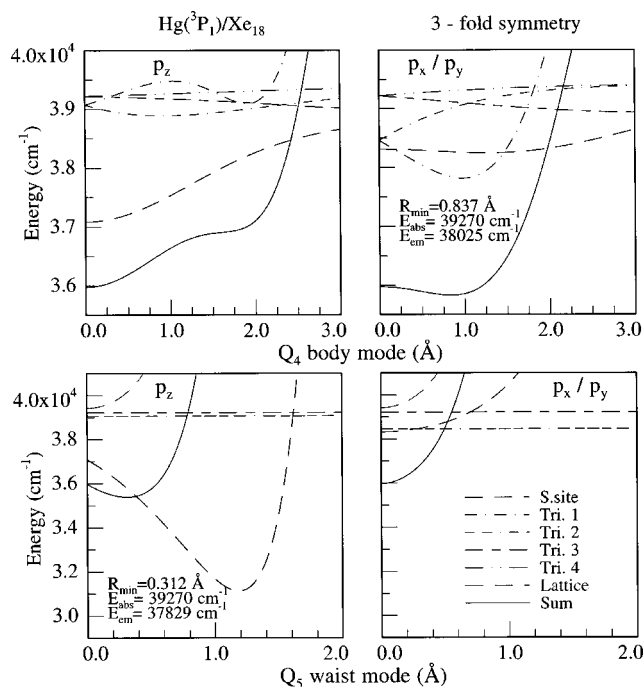 Hg(³P₁)/Xe₁₈
3 - fold symmetry
4.0x10⁴
3.9
3.8
3.7
3.6
Energy (cm⁻¹)
p_z
0.0 1.0 2.0 3.0
p_x / p_y
R_min=0.837 Å
E_abs= 39270 cm⁻¹
E_em= 38025 cm⁻¹
0.0 1.0 2.0 3.0
Q₄ body mode (Å)
4.0x10⁴
3.8
3.6
3.4
3.2
3.0
Energy (cm⁻¹)
p_z
R_min=0.312 Å
E_abs= 39270 cm⁻¹
E_em= 37829 cm⁻¹
0.0 1.0 2.0
p_x / p_y
S.site
Tri. 1
Tri. 2
Tri. 3
Tri. 4
Lattice
Sum
0.0 1.0 2.0
Q₅ waist mode (Å)